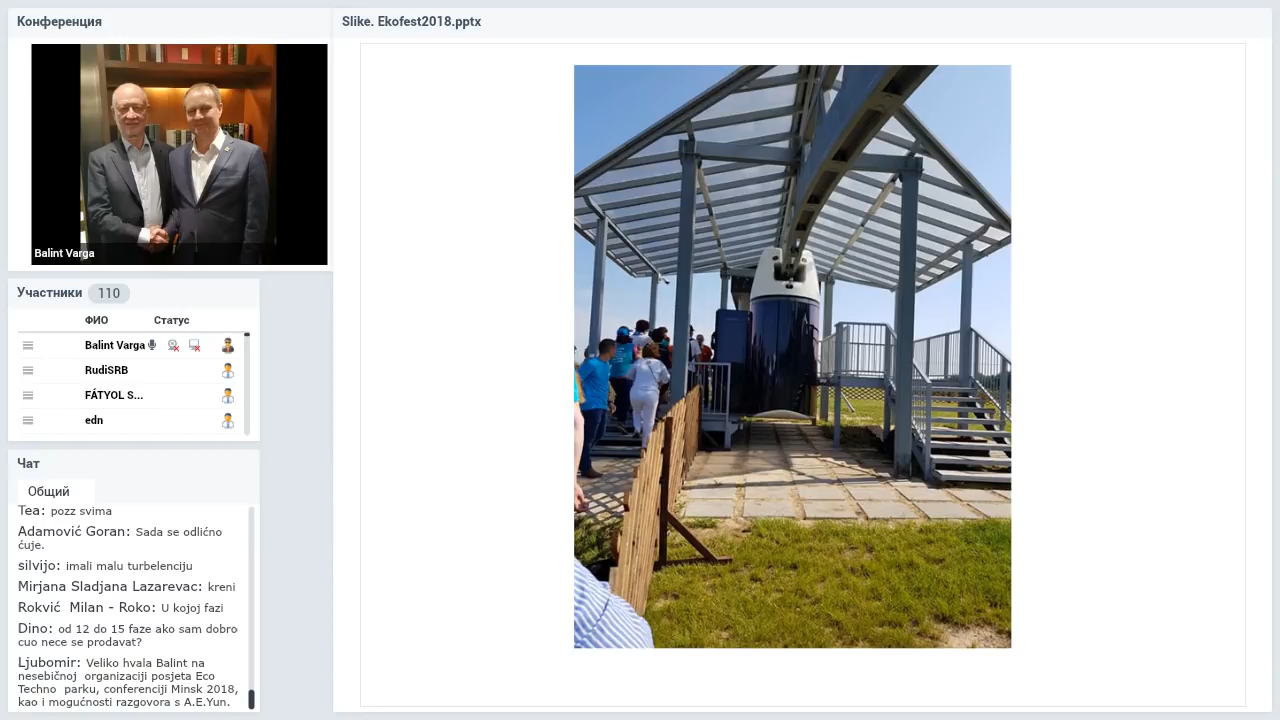 Конференция
Balint Varga
Участники 110
ФИО Статус
Balint Varga
RudiSRB
FÁTYOL S...
edn
Чат
Общий
Tea: pozz svima
Adamović Goran: Sada se odlićno
ćuje.
silvijo: imali malu turbelenciju
Mirjana Sladjana Lazarevac: kreni
Rokvić Milan - Roko: U kojoj fazi
Dino: od 12 do 15 faze ako sam dobro
cuo nece se prodavat?
Ljubomir: Veliko hvala Balint na
nesebičnoj organizaciji posjeta Eco
Techno parku, conferenciji Minsk 2018,
kao i mogućnosti razgovora s A.E.Yun.
Slike. Ekofest2018.pptx